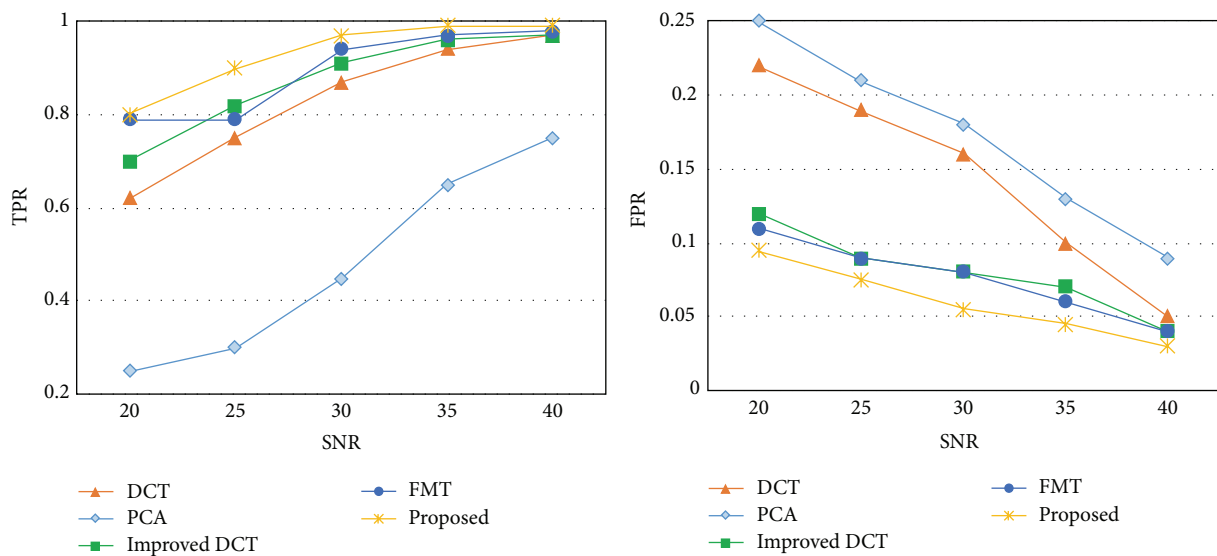 1
0.8
0.6
0.4
0.2
TPR
20 25 30 35 40
SNR
DCT
PCA
Improved DCT
FMT
Proposed
0.25
0.2
0.15
0.1
0.05
0
FPR
20 25 30 35 40
SNR
DCT
PCA
Improved DCT
FMT
Proposed